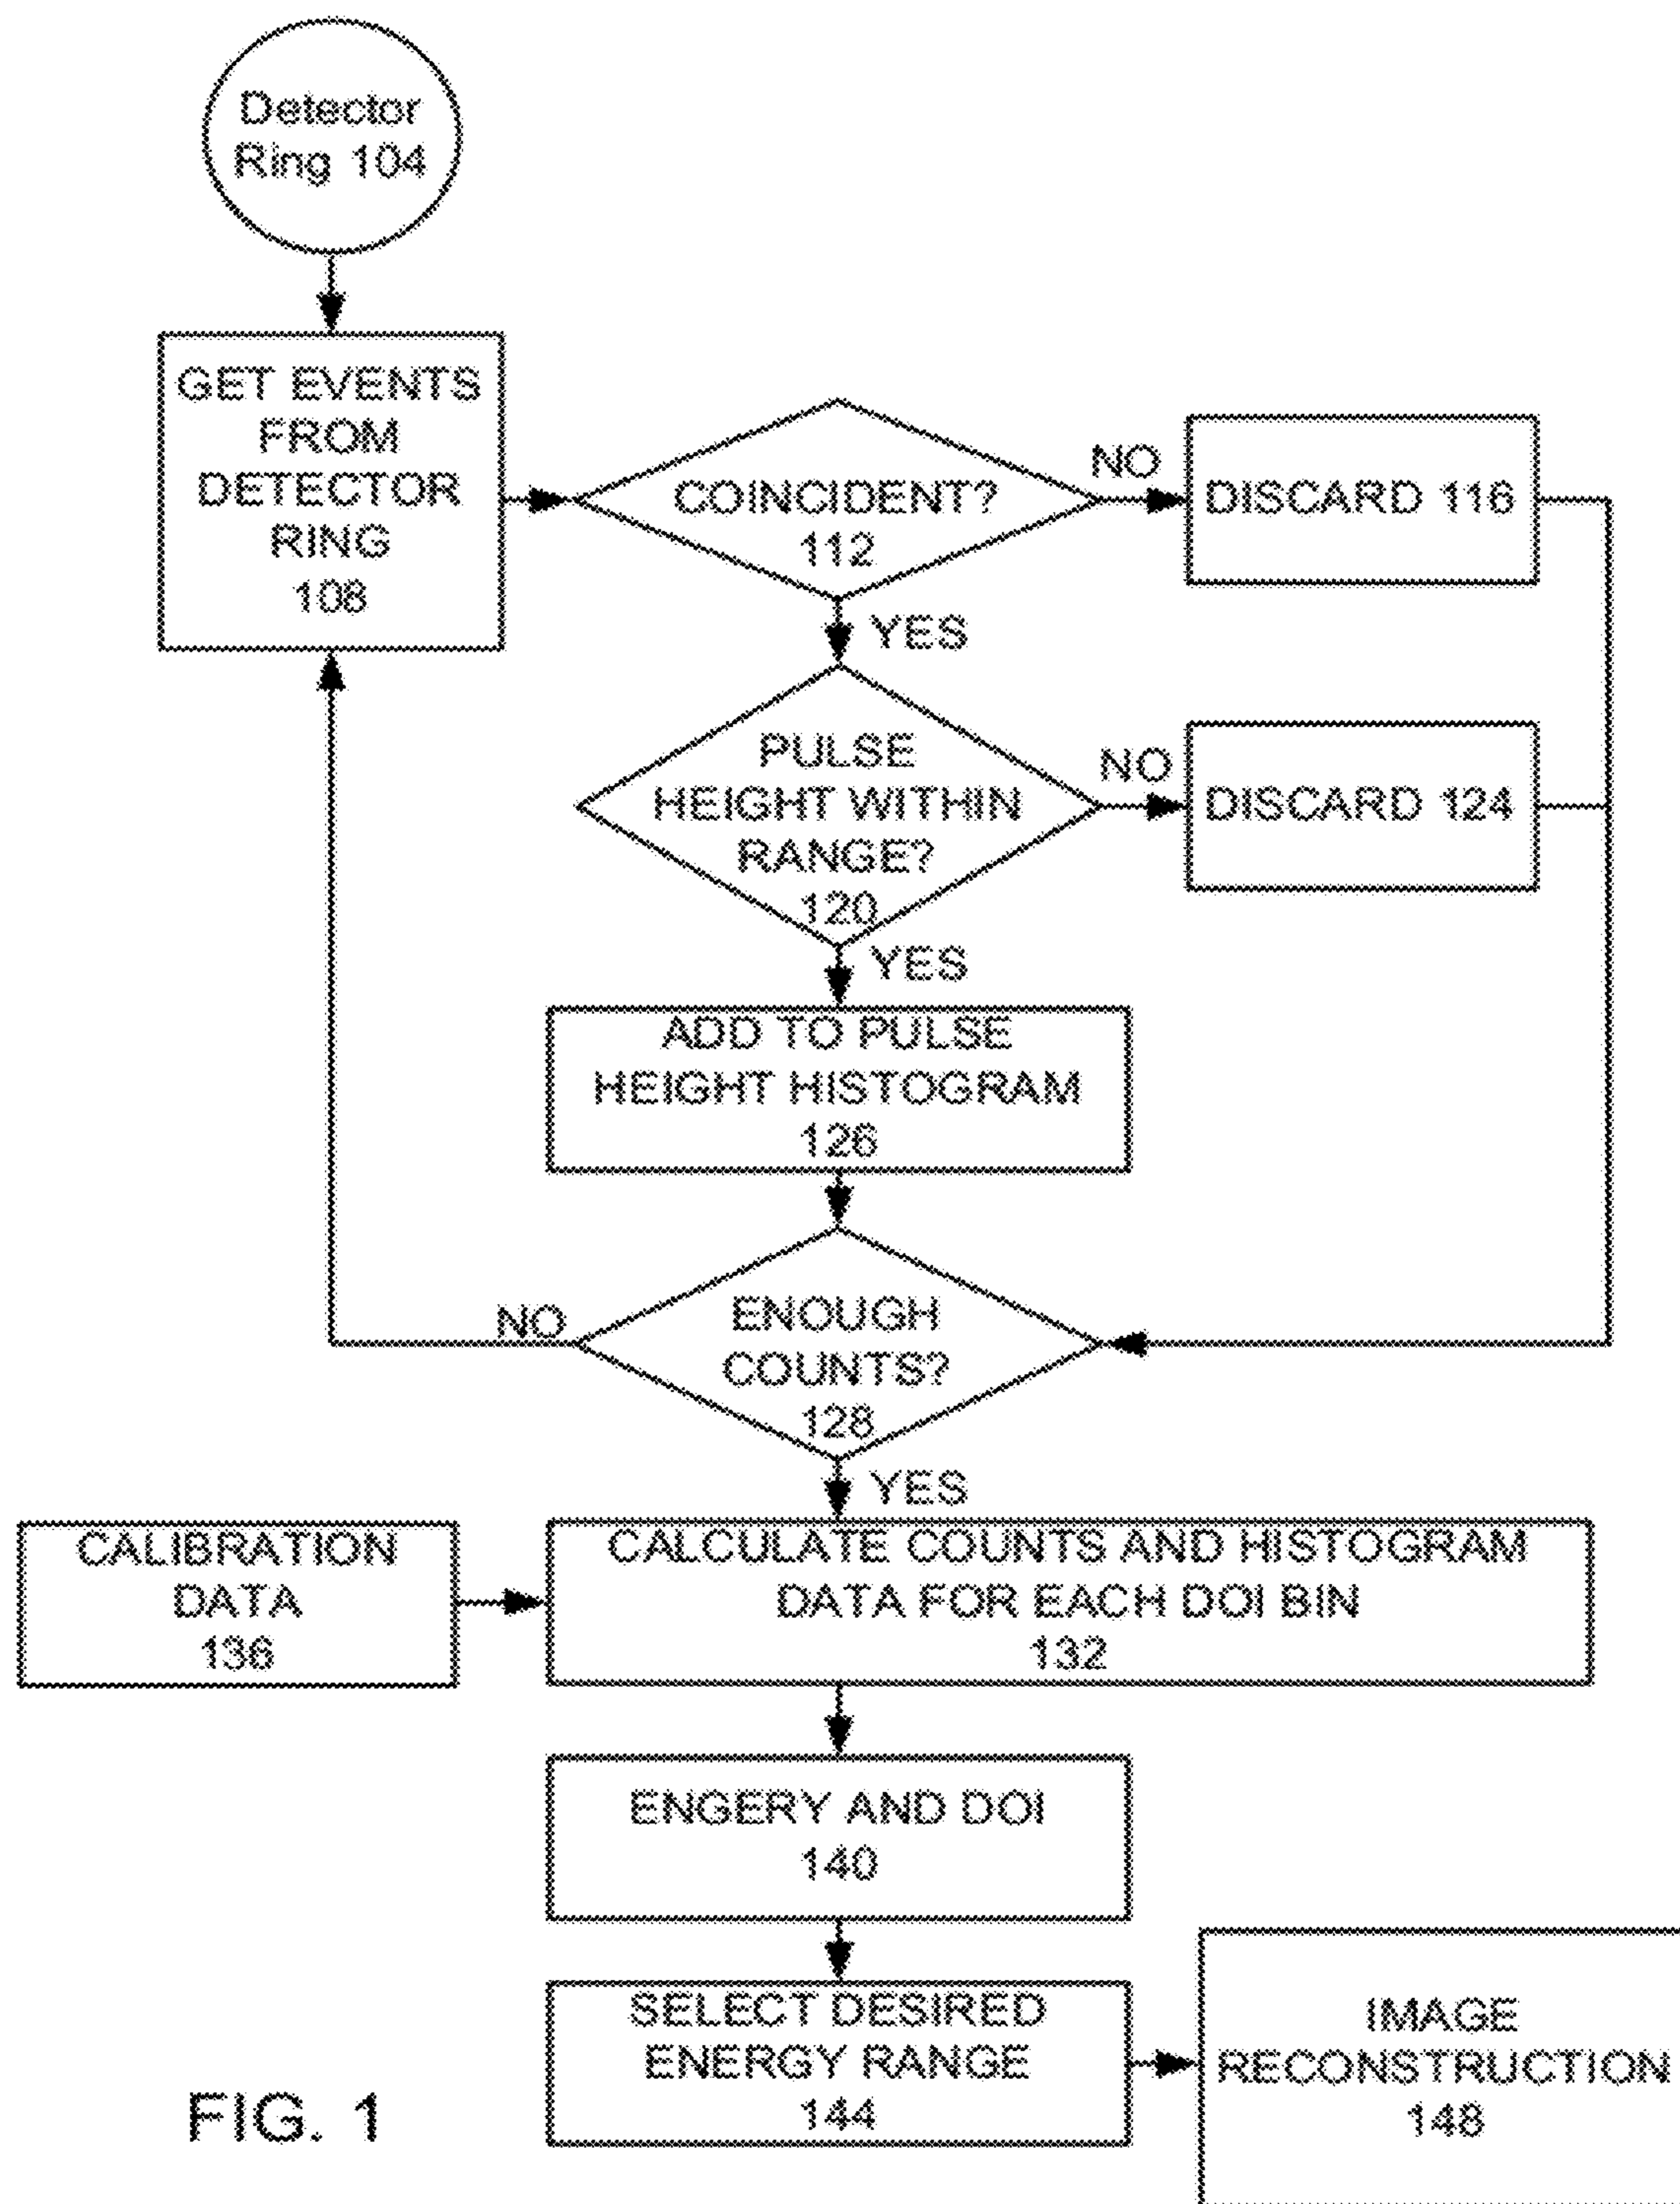 Detector
Ring 104
GET EVENTS
FROM
DETECTOR
RING
108
COINCIDENT?
112
NO
DISCARD 116
YES
PULSE
HEIGHT WITHIN
RANGE?
120
NO
DISCARD 124
YES
ADD TO PULSE
HEIGHT HISTOGRAM
126
ENOUGH
COUNTS?
128
NO
YES
CALIBRATION
DATA
136
CALCULATE COUNTS AND HISTOGRAM
DATA FOR EACH DOI BIN
132
ENGERY AND DOI
140
SELECT DESIRED
ENERGY RANGE
144
IMAGE
RECONSTRUCTION
148
FIG. 1